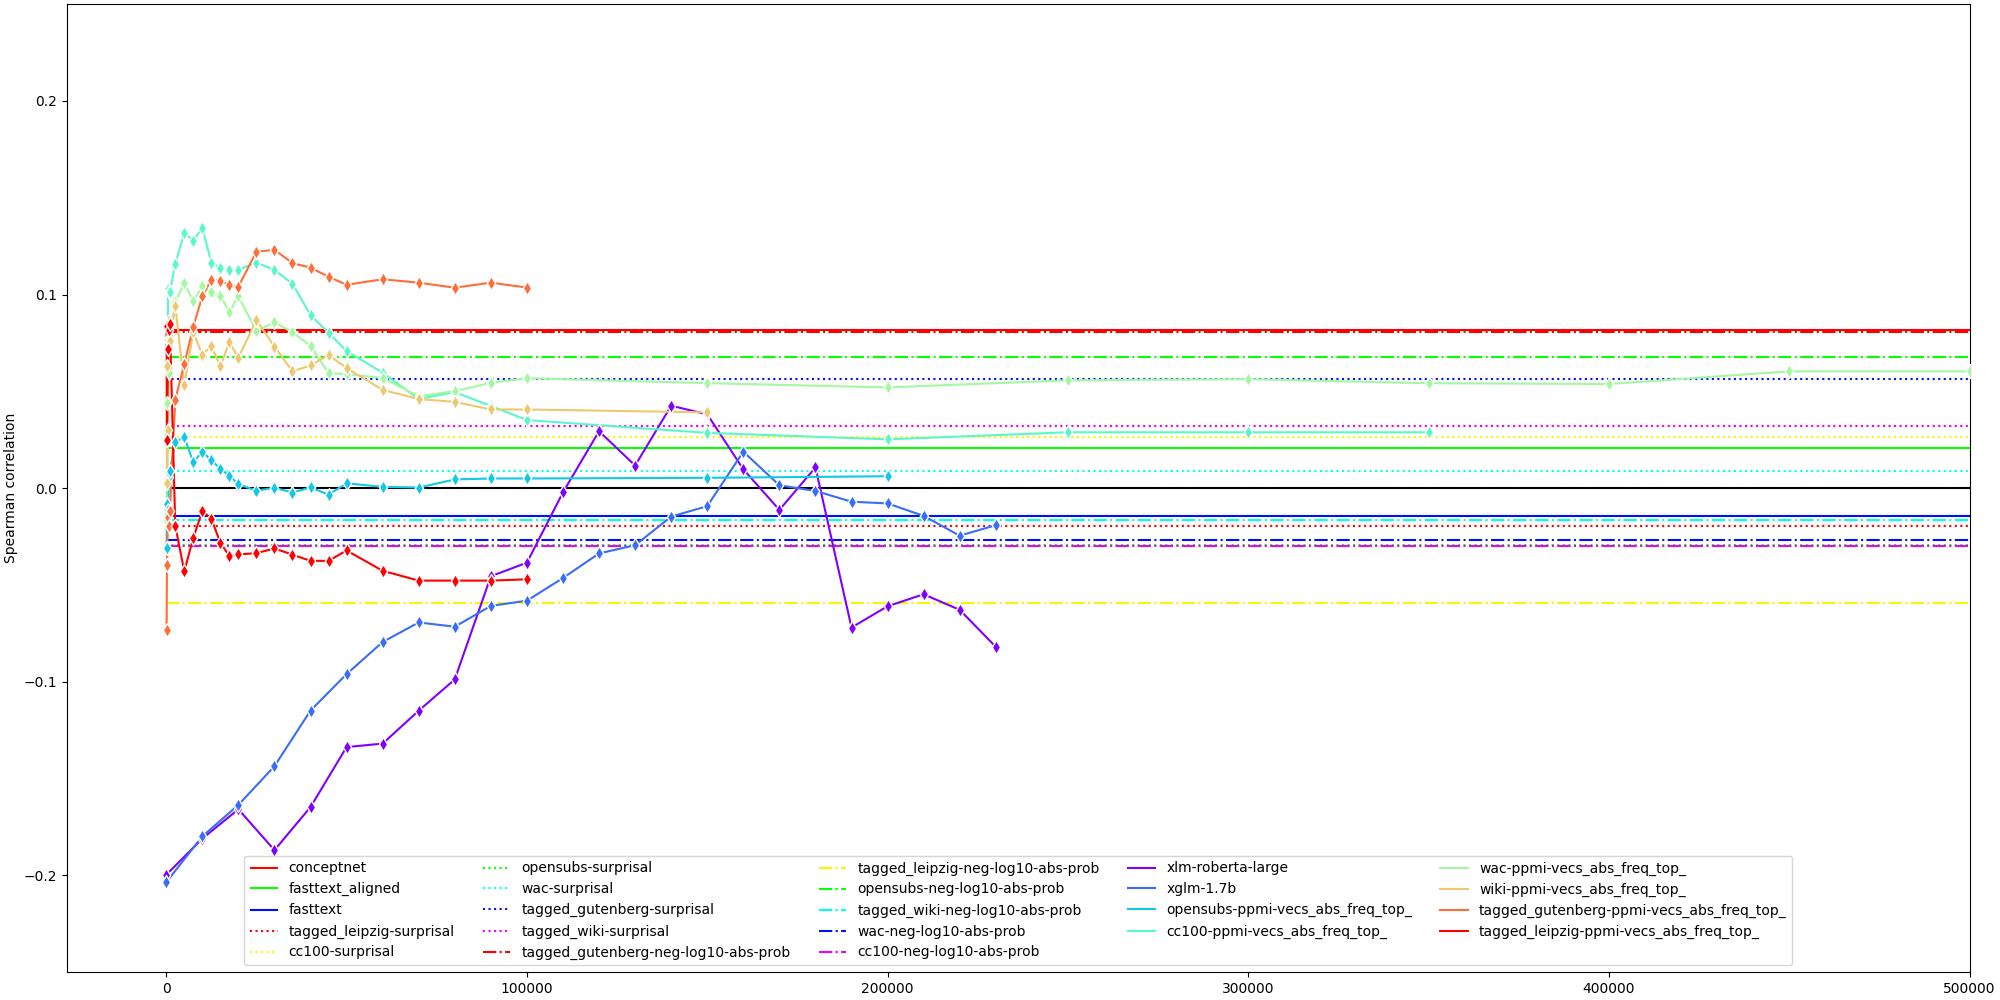 Spearman correlation
0.2
0.1
0.0
−0.1
−0.2
0
100000
200000
300000
400000
500000
conceptnet
fasttext_aligned
fasttext
tagged_leipzig-surprisal
cc100-surprisal
opensubs-surprisal
wac-surprisal
tagged_gutenberg-surprisal
tagged_wiki-surprisal
tagged_gutenberg-neg-log10-abs-prob
tagged_leipzig-neg-log10-abs-prob
opensubs-neg-log10-abs-prob
tagged_wiki-neg-log10-abs-prob
wac-neg-log10-abs-prob
cc100-neg-log10-abs-prob
xlm-roberta-large
xglm-1.7b
opensubs-ppmi-vecs_abs_freq_top_
cc100-ppmi-vecs_abs_freq_top_
wac-ppmi-vecs_abs_freq_top_
wiki-ppmi-vecs_abs_freq_top_
tagged_gutenberg-ppmi-vecs_abs_freq_top_
tagged_leipzig-ppmi-vecs_abs_freq_top_